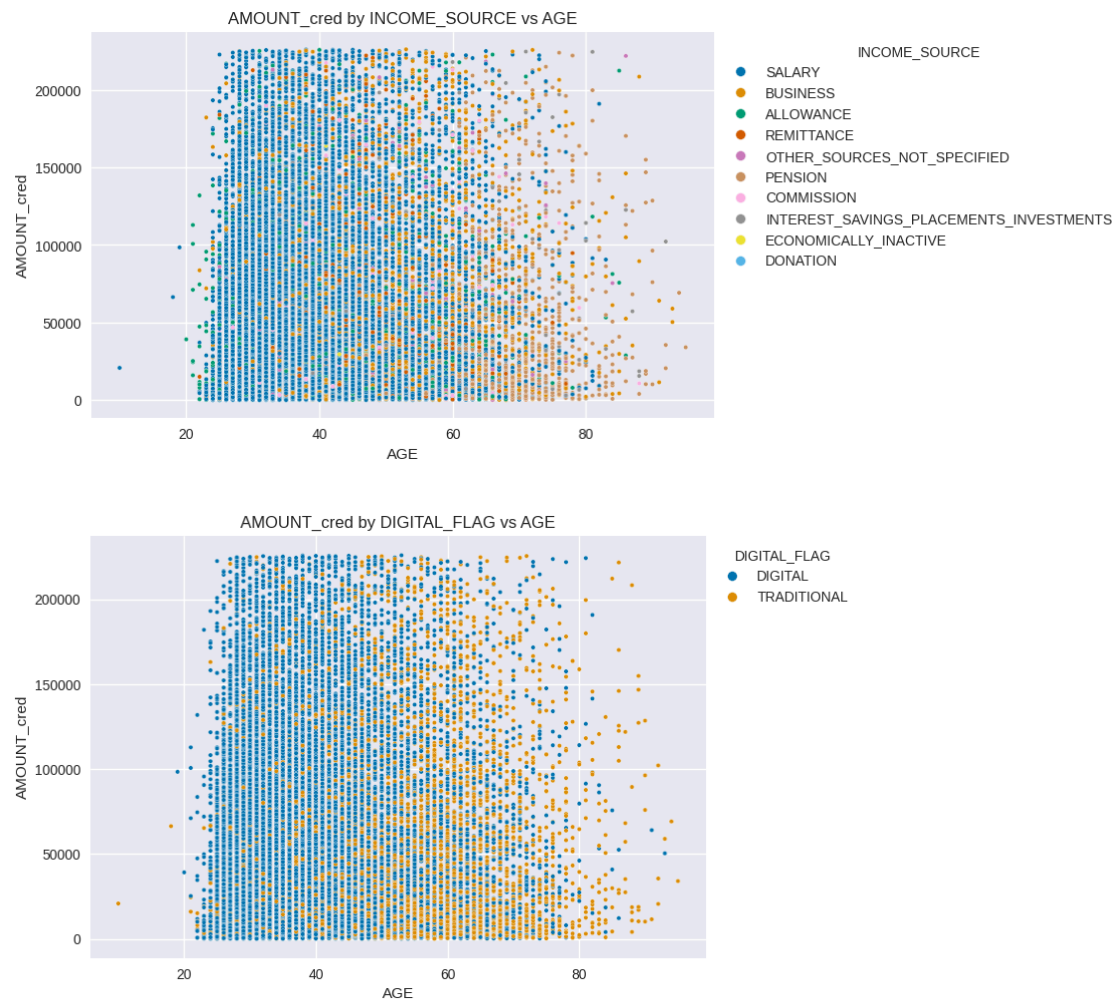 AMOUNT_cred by INCOME_SOURCE vs AGE
AMOUNT_cred
200000
150000
100000
50000
0
20 40 60 80
AGE
INCOME_SOURCE
SALARY
BUSINESS
ALLOWANCE
REMITTANCE
OTHER_SOURCES_NOT_SPECIFIED
PENSION
COMMISSION
INTEREST_SAVINGS_PLACEMENTS_INVESTMENTS
ECONOMICALLY_INACTIVE
DONATION
AMOUNT_cred by DIGITAL_FLAG vs AGE
AMOUNT_cred
200000
150000
100000
50000
0
20 40 60 80
AGE
DIGITAL_FLAG
DIGITAL
TRADITIONAL